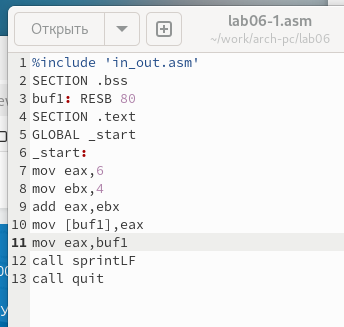 Открыть
lab06-1.asm
~/work/arch-pc/lab06
1 %include 'in_out.asm'
2 SECTION .bss
3 buf1: RESB 80
4 SECTION .text
5 GLOBAL _start
6 _start:
7 mov eax,6
8 mov ebx,4
9 add eax,ebx
10 mov [buf1],eax
11 mov eax,buf1
12 call sprintLF
13 call quit